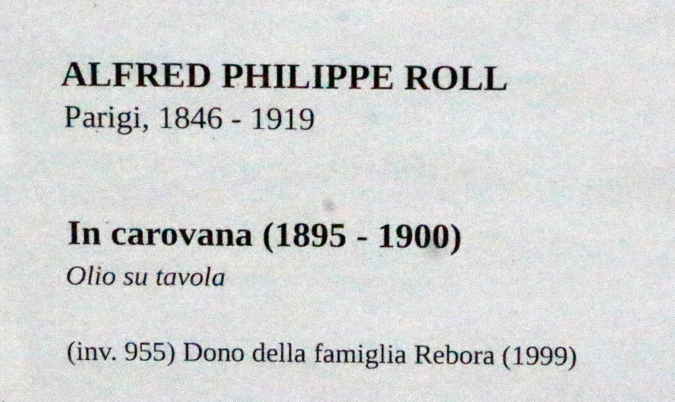 ALFRED PHILIPPE ROLL
Parigi, 1846 - 1919
In carovana (1895 - 1900)
Olio su tavola
(inv. 955) Dono della famiglia Rebora (1999)